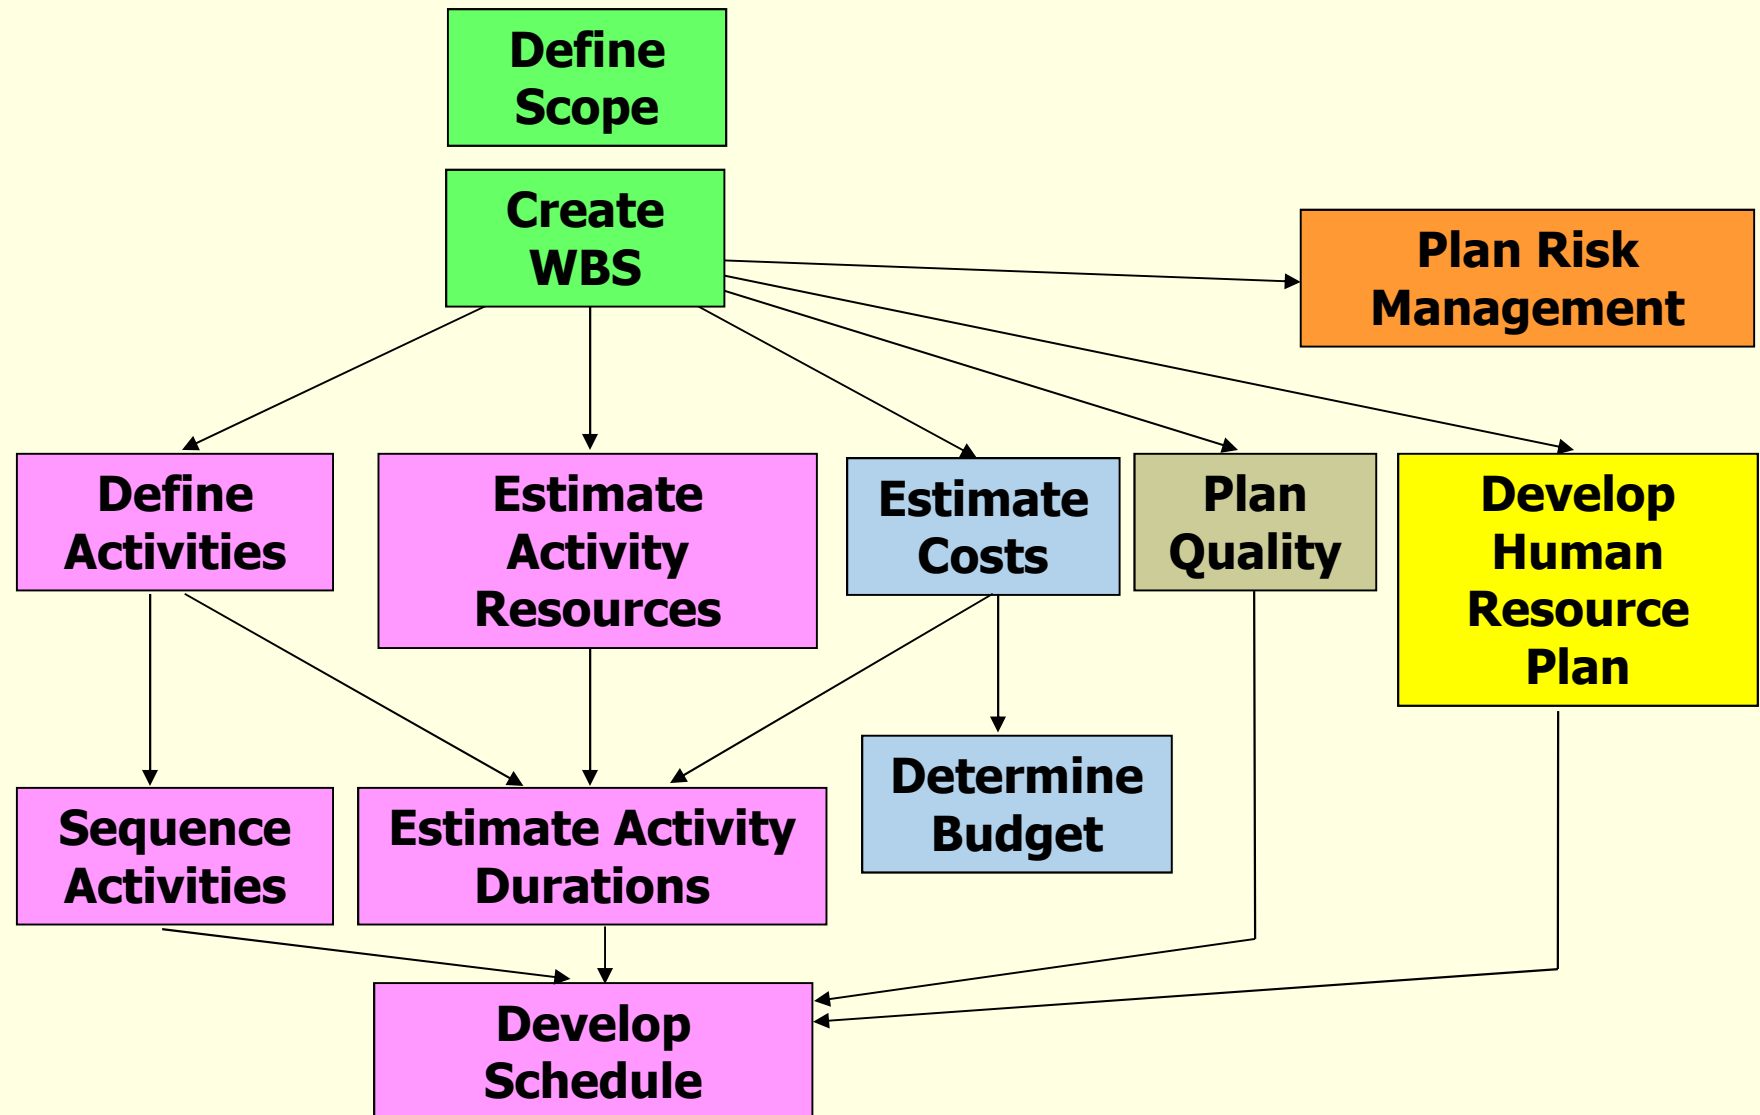 Define
Scope
Create
WBS
Plan Risk
Management
Define
Activities
Estimate
Activity
Resources
Estimate
Costs
Plan
Quality
Develop
Human
Resource
Plan
Sequence
Activities
Estimate Activity
Durations
Determine
Budget
Develop
Schedule